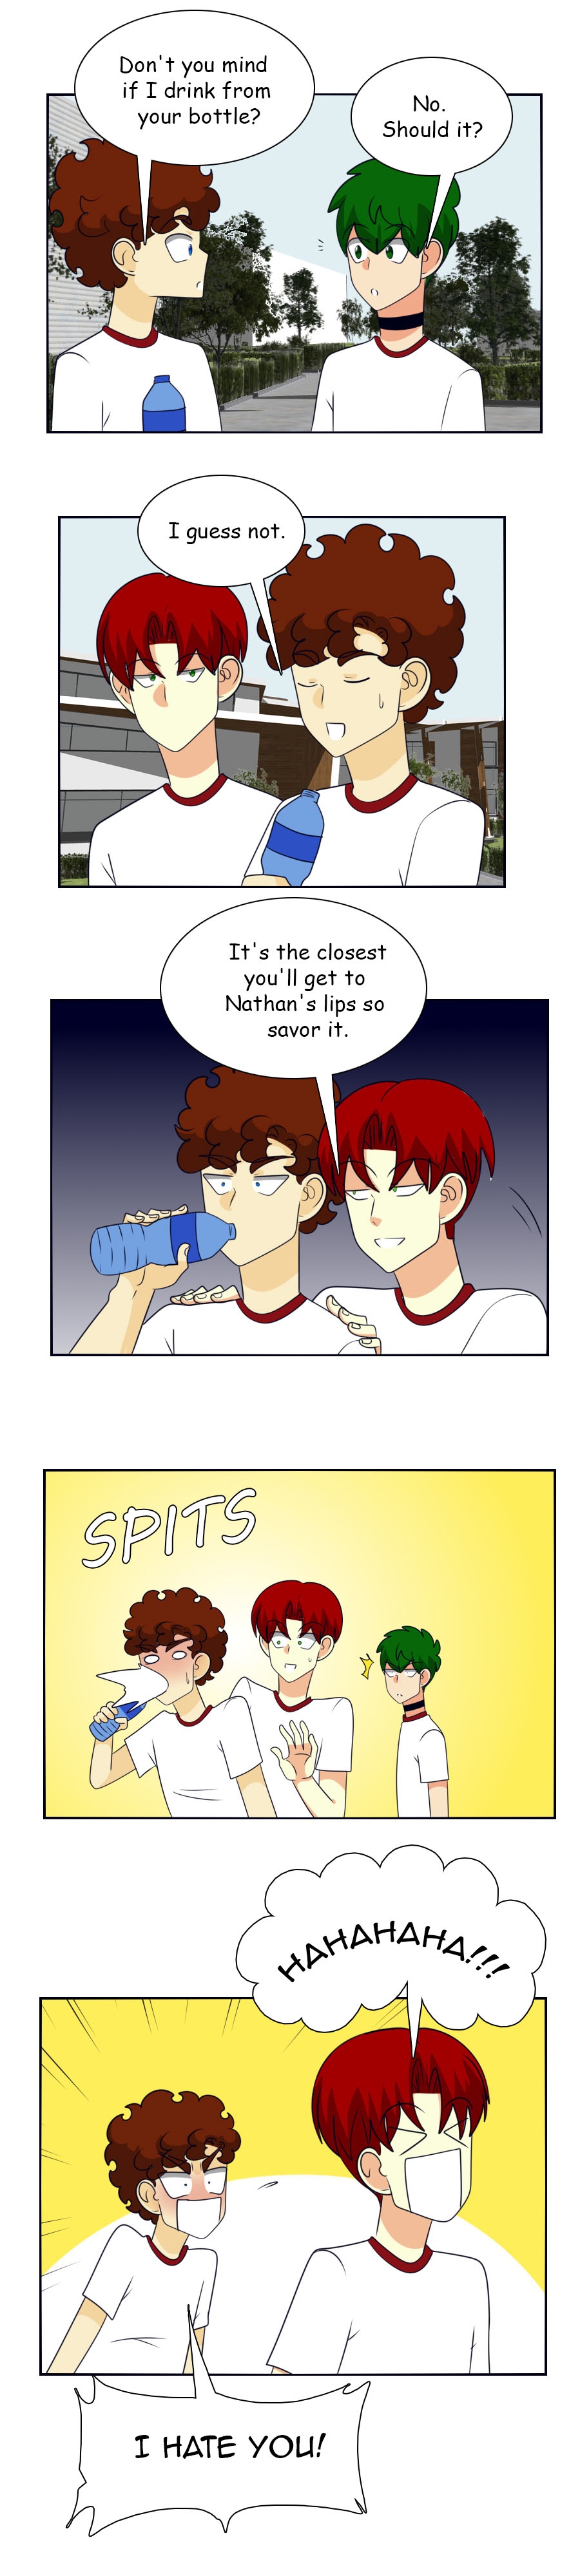 Don't you mind
if I drink from
your bottle?
No.
Should it?
I guess not.
It's the closest
you'll get to
Nathan's lips so
savor it.
SPITS
HAHAHAHA!!!
I HATE YOU!